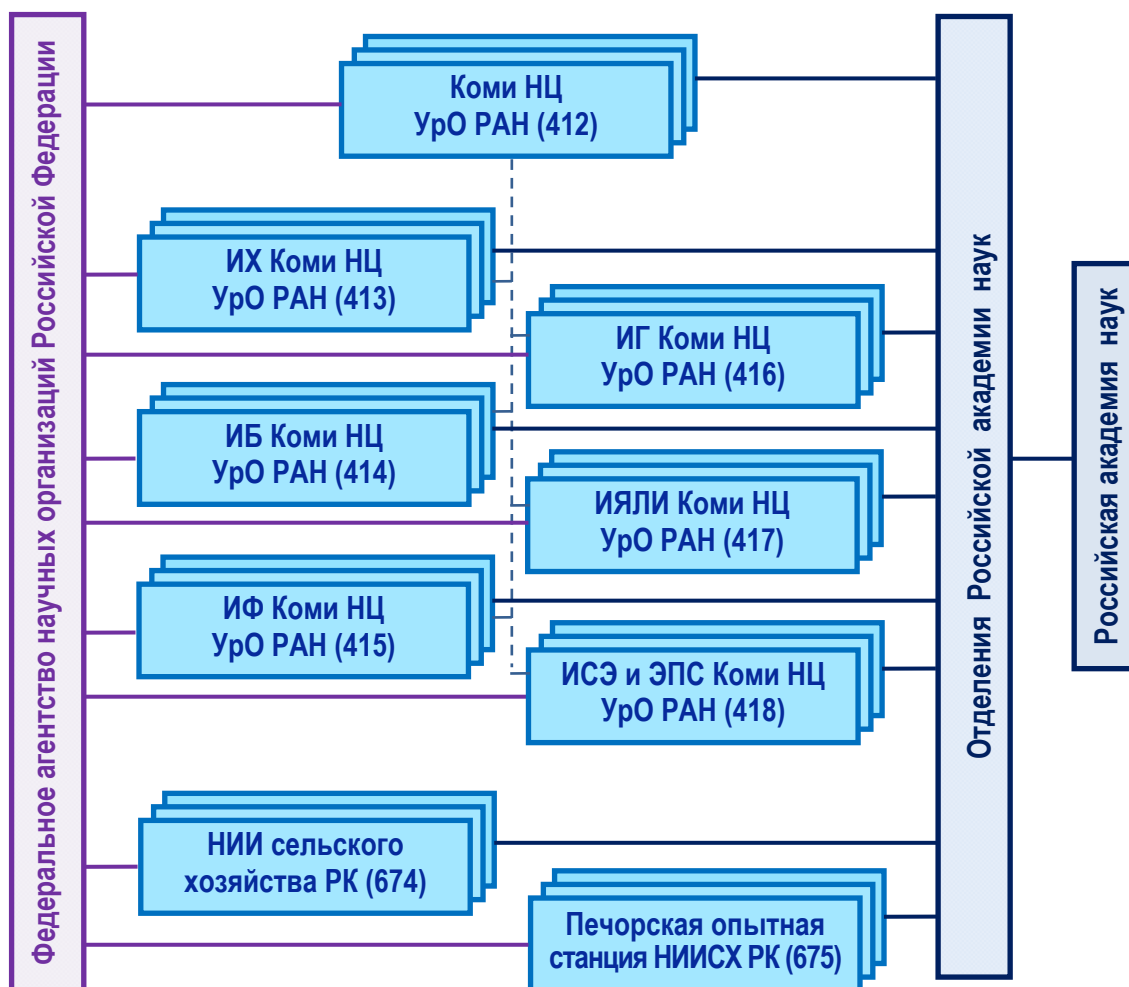 Федеральное агентство научных организаций Российской Федерации
Коми НЦ
УрО РАН (412)
ИХ Коми НЦ
УрО РАН (413)
ИГ Коми НЦ
УрО РАН (416)
ИБ Коми НЦ
УрО РАН (414)
ИЯЛИ Коми НЦ
УрО РАН (417)
ИФ Коми НЦ
УрО РАН (415)
ИСЭ и ЭПС Коми НЦ
УрО РАН (418)
НИИ сельского
хозяйства РК (674)
Печорская опытная
станция НИИСХ РК (675)
Отделения Российской академии наук
Российская академия наук